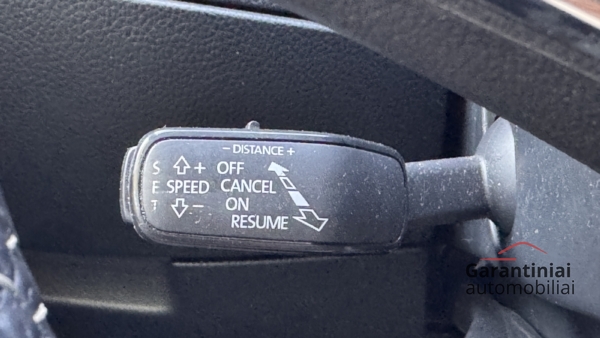 – DISTANCE +
S + OFF
E SPEED CANCEL
T – ON
RESUME
Garantiniai
automobiliai